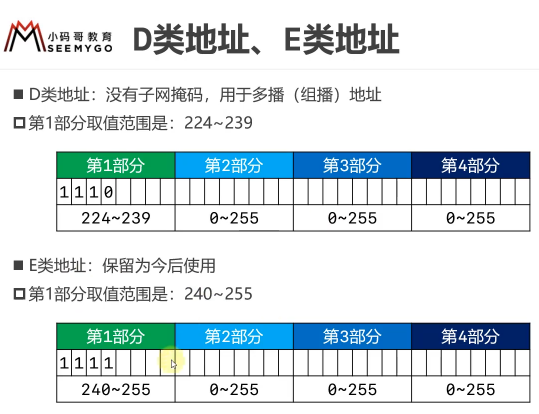 小码哥教育
SEEMYGO
D类地址、E类地址
D类地址：没有子网掩码，用于多播（组播）地址
第1部分取值范围是：224~239
第1部分 第2部分 第3部分 第4部分
1 1 1 0
224~239 0~255 0~255 0~255
E类地址：保留为今后使用
第1部分取值范围是：240~255
第1部分 第2部分 第3部分 第4部分
1 1 1 1
240~255 0~255 0~255 0~255